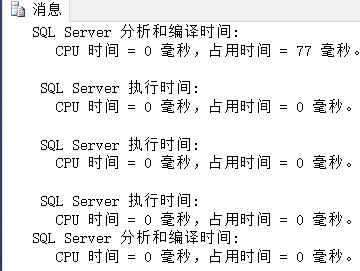 消息
SQL Server 分析和编译时间:
CPU 时间 = 0 毫秒，占用时间 = 77 毫秒。
SQL Server 执行时间:
CPU 时间 = 0 毫秒，占用时间 = 0 毫秒。
SQL Server 执行时间:
CPU 时间 = 0 毫秒，占用时间 = 0 毫秒。
SQL Server 执行时间:
CPU 时间 = 0 毫秒，占用时间 = 0 毫秒。
SQL Server 分析和编译时间:
CPU 时间 = 0 毫秒，占用时间 = 0 毫秒。